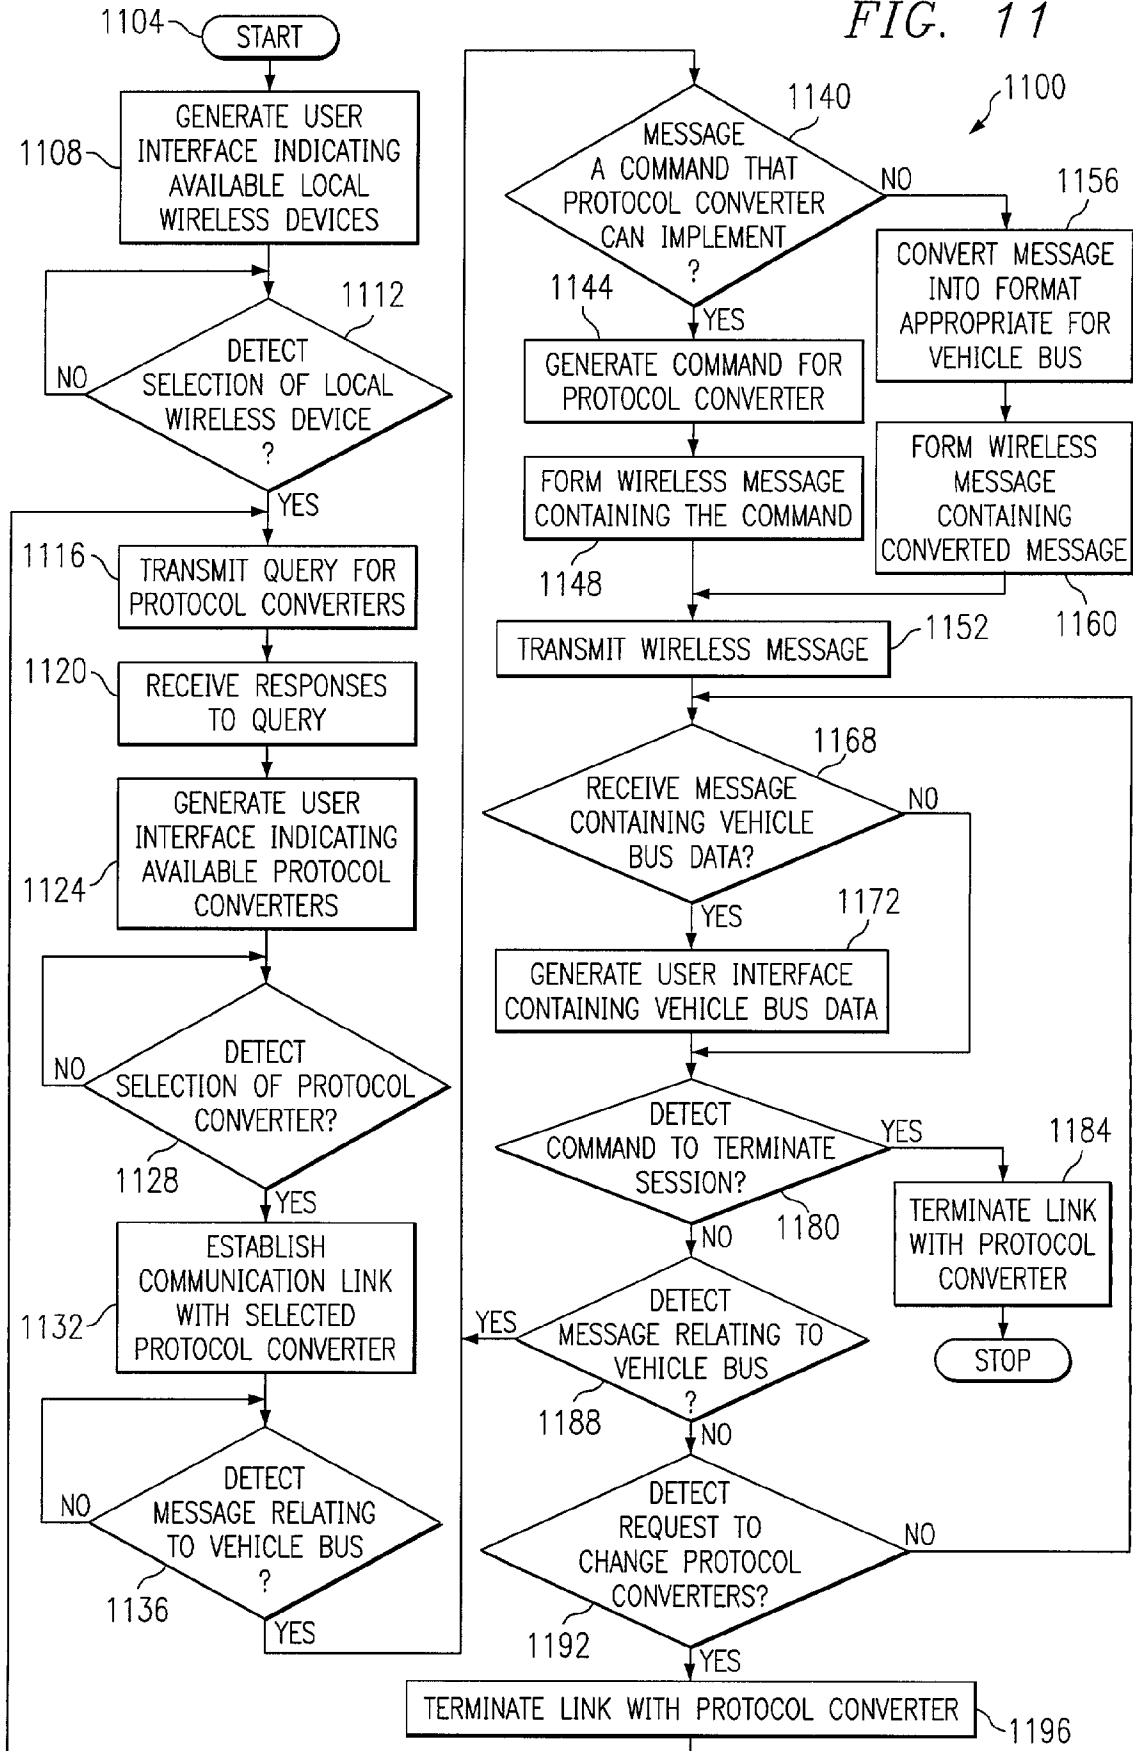 FIG. 11
1100
1104
START
1108
GENERATE USER
INTERFACE INDICATING
AVAILABLE LOCAL
WIRELESS DEVICES
1112
DETECT
SELECTION OF LOCAL
WIRELESS DEVICE
?
NO
YES
1116
TRANSMIT QUERY FOR
PROTOCOL CONVERTERS
1120
RECEIVE RESPONSES
TO QUERY
1124
GENERATE USER
INTERFACE INDICATING
AVAILABLE PROTOCOL
CONVERTERS
DETECT
SELECTION OF PROTOCOL
CONVERTER?
NO
1128
YES
1132
ESTABLISH
COMMUNICATION LINK
WITH SELECTED
PROTOCOL CONVERTER
DETECT
MESSAGE RELATING
TO VEHICLE BUS
?
NO
1136
YES
1140
MESSAGE
A COMMAND THAT
PROTOCOL CONVERTER
CAN IMPLEMENT
?
NO
YES
1144
GENERATE COMMAND FOR
PROTOCOL CONVERTER
FORM WIRELESS MESSAGE
CONTAINING THE COMMAND
1148
1156
CONVERT MESSAGE
INTO FORMAT
APPROPRIATE FOR
VEHICLE BUS
FORM WIRELESS
MESSAGE
CONTAINING
CONVERTED MESSAGE
1160
TRANSMIT WIRELESS MESSAGE
1152
1168
RECEIVE MESSAGE
CONTAINING VEHICLE
BUS DATA?
NO
YES
1172
GENERATE USER INTERFACE
CONTAINING VEHICLE BUS DATA
DETECT
COMMAND TO TERMINATE
SESSION?
YES
1180
NO
1184
TERMINATE LINK
WITH PROTOCOL
CONVERTER
STOP
DETECT
MESSAGE RELATING TO
VEHICLE BUS
?
YES
1188
NO
DETECT
REQUEST TO
CHANGE PROTOCOL
CONVERTERS?
NO
1192
YES
TERMINATE LINK WITH PROTOCOL CONVERTER
1196